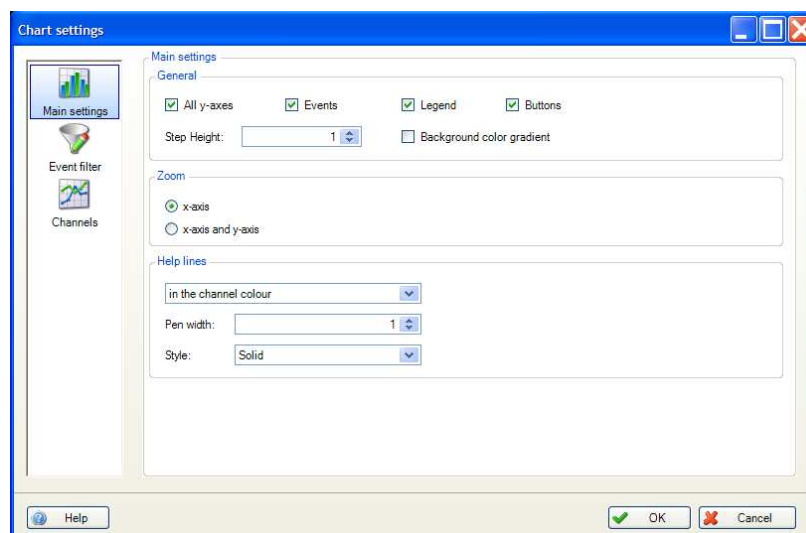 Chart settings
Main settings
Event filter
Channels
Main settings
General
All y-axes Events Legend Buttons
Step Height: 1 Background color gradient
Zoom
x-axis
x-axis and y-axis
Help lines
in the channel colour
Pen width: 1
Style: Solid
Help OK Cancel